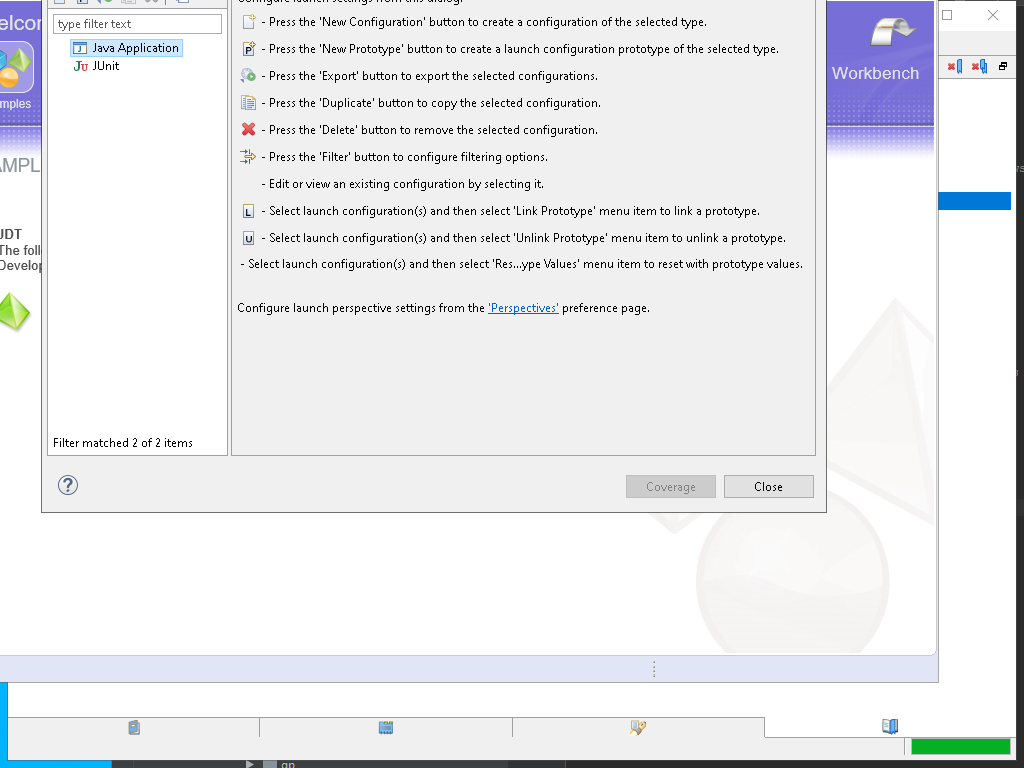 type filter text
Java Application
JUnit
Filter matched 2 of 2 items
- Press the 'New Configuration' button to create a configuration of the selected type.
- Press the 'New Prototype' button to create a launch configuration prototype of the selected type.
- Press the 'Export' button to export the selected configurations.
- Press the 'Duplicate' button to copy the selected configuration.
- Press the 'Delete' button to remove the selected configuration.
- Press the 'Filter' button to configure filtering options.
- Edit or view an existing configuration by selecting it.
- Select launch configuration(s) and then select 'Link Prototype' menu item to link a prototype.
- Select launch configuration(s) and then select 'Unlink Prototype' menu item to unlink a prototype.
- Select launch configuration(s) and then select 'Res...ype Values' menu item to reset with prototype values.
Configure launch perspective settings from the 'Perspectives' preference page.
Coverage
Close
Workbench
elcom
mples
AMPL
JDT
The foll
Develop